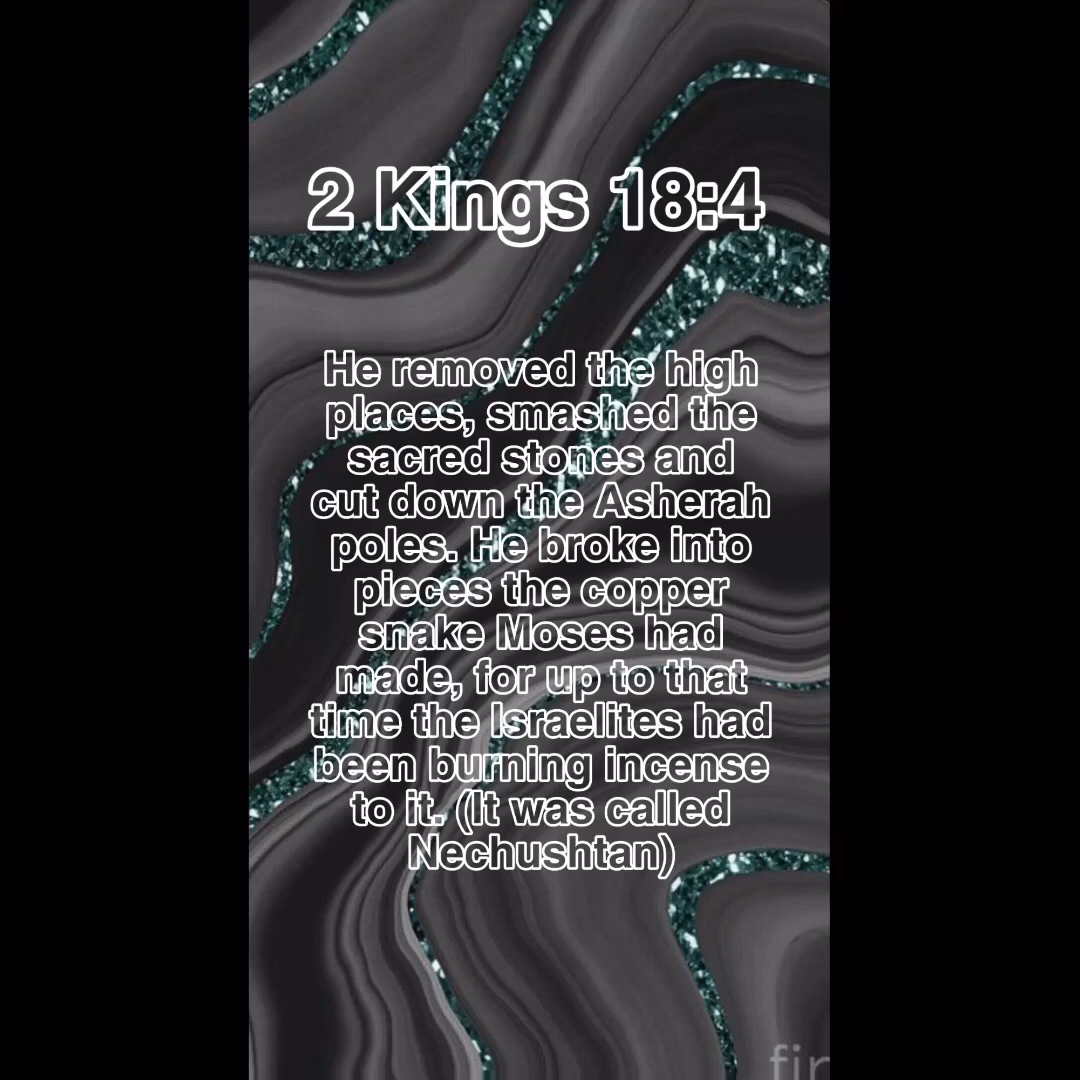 2 Kings 18:4
He removed the high
places, smashed the
sacred stones and
cut down the Asherah
poles. He broke into
pieces the copper
snake Moses had
made, for up to that
time the Israelites had
been burning incense
to it. (It was called
Nechushtan)